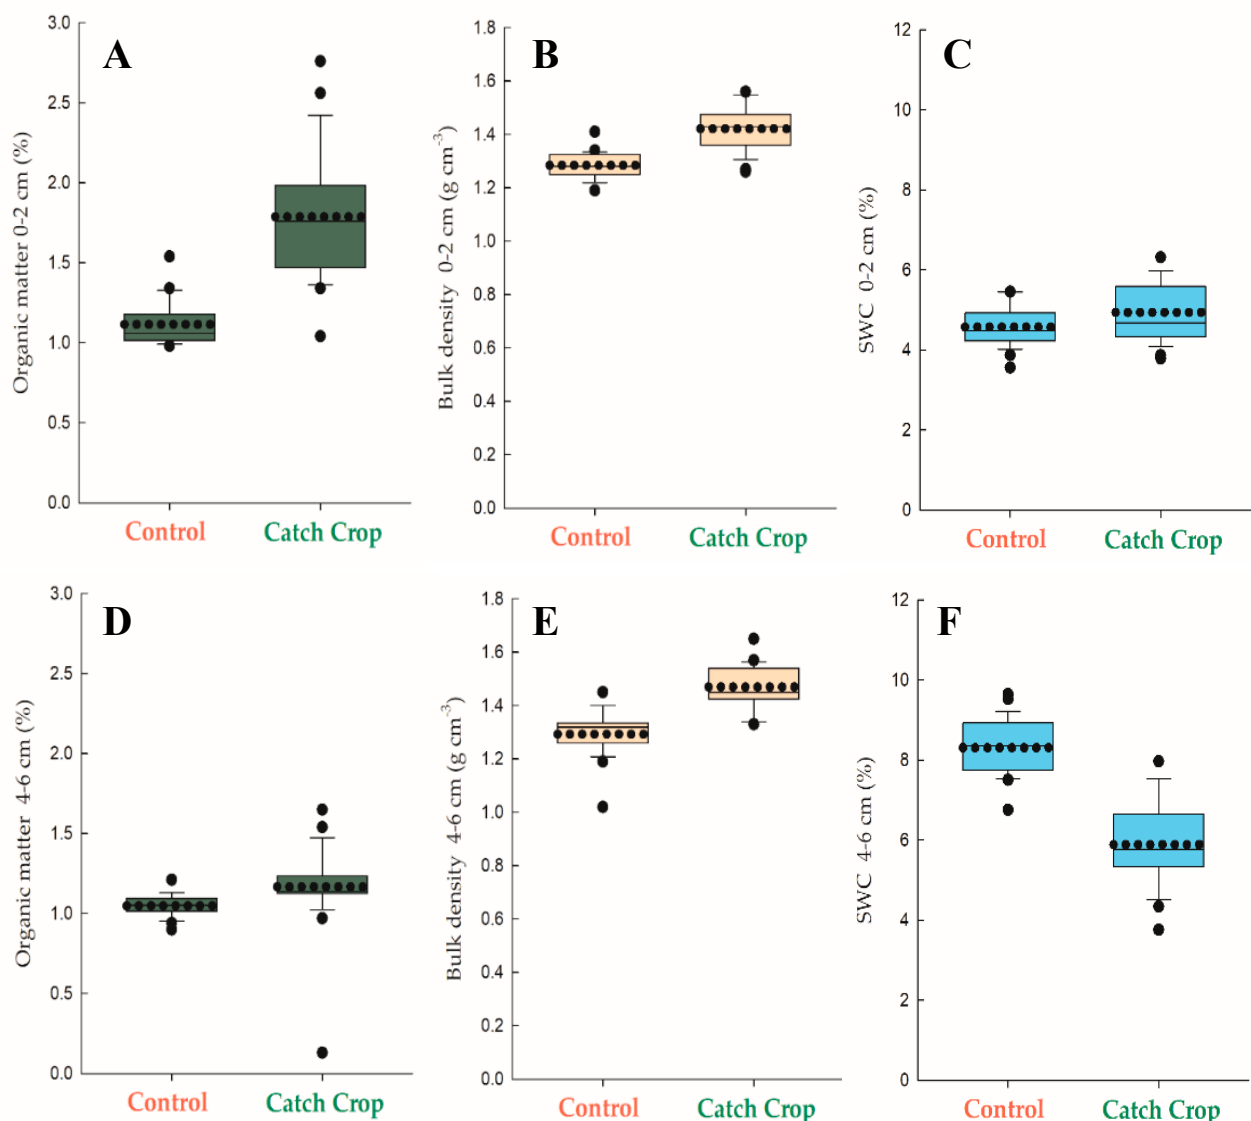 A
Organic matter 0-2 cm (%)
3.0
2.5
2.0
1.5
1.0
0.5
0.0
Control Catch Crop
B
Bulk density 0-2 cm (g cm-3)
1.8
1.6
1.4
1.2
1.0
0.8
0.6
0.4
0.2
0.0
Control Catch Crop
C
SWC 0-2 cm (%)
12
10
8
6
4
2
0
Control Catch Crop
D
Organic matter 4-6 cm (%)
3.0
2.5
2.0
1.5
1.0
0.5
0.0
Control Catch Crop
E
Bulk density 4-6 cm (g cm-3)
1.8
1.6
1.4
1.2
1.0
0.8
0.6
0.4
0.2
0.0
Control Catch Crop
F
SWC 4-6 cm (%)
12
10
8
6
4
2
0
Control Catch Crop